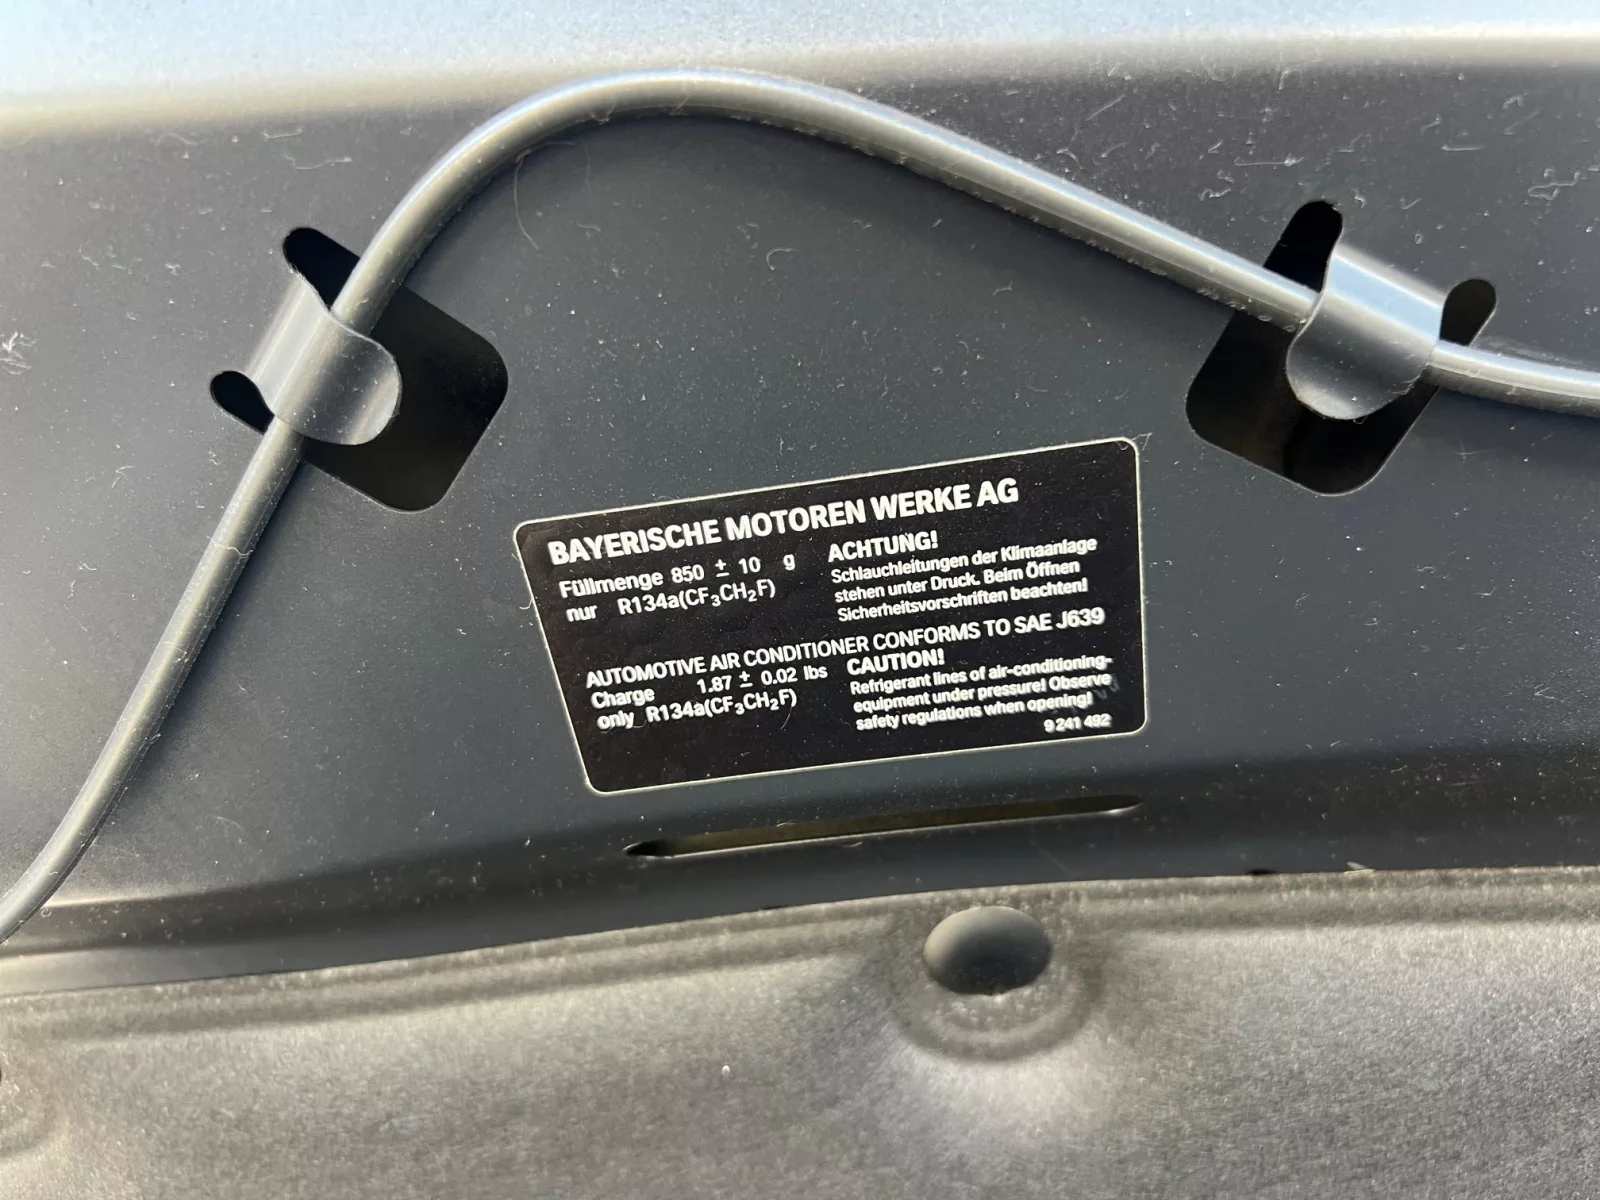 BAYERISCHE MOTOREN WERKE AG
Füllmenge 850 ± 10 g
nur R134a(CF₃CH₂F)
ACHTUNG!
Schlauchleitungen der Klimaanlage
stehen unter Druck. Beim Öffnen
Sicherheitsvorschriften beachten!
AUTOMOTIVE AIR CONDITIONER CONFORMS TO SAE J639
Charge 1.87 ± 0.02 lbs
only R134a(CF₃CH₂F)
CAUTION!
Refrigerant lines of air-conditioning-
equipment under pressure! Observe
safety regulations when opening!
9 241 492